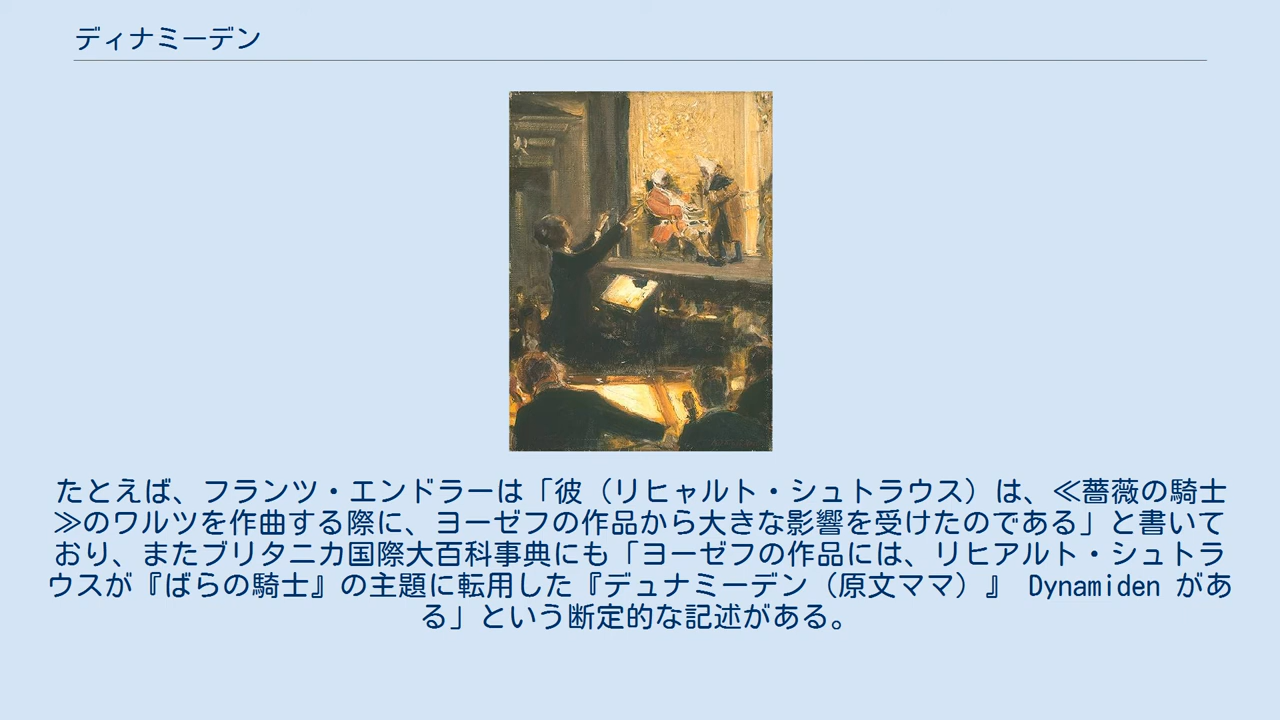 ディナミーデン
たとえば、フランツ・エンドラーは「彼（リヒャルト・シュトラウス）は、≪薔薇の騎士
≫のワルツを作曲する際に、ヨーゼフの作品から大きな影響を受けたのである」と書いて
おり、またブリタニカ国際大百科事典にも「ヨーゼフの作品には、リヒアルト・シュトラ
ウスが『ばらの騎士』の主題に転用した『デュナミーデン（原文ママ）』 Dynamiden があ
る」という断定的な記述がある。